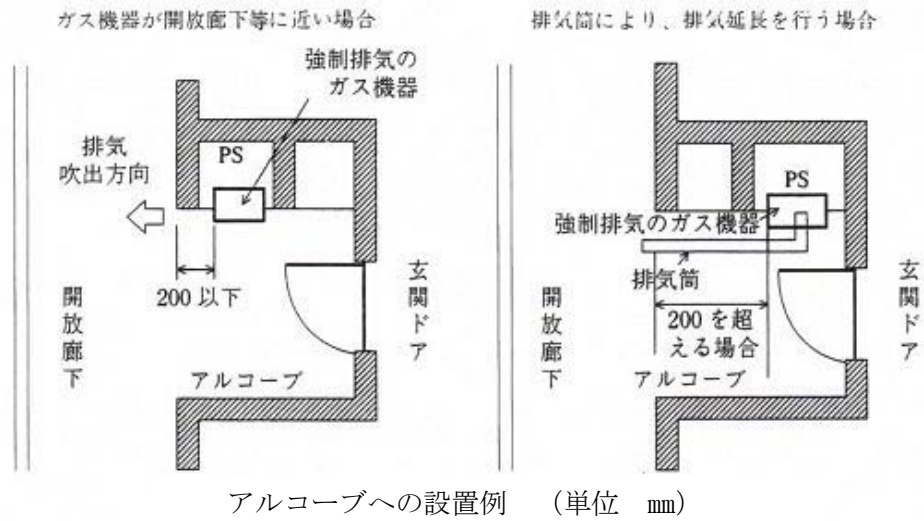 ガス機器が開放廊下等に近い場合
強制排気の
ガス機器
排気
吹出方向
PS
200 以下
開放廊下
玄関ドア
アルコーブ
排気筒により、排気延長を行う場合
PS
強制排気のガス機器
排気筒
200 を超
える場合
開放廊下
玄関ドア
アルコーブ
アルコーブへの設置例 (単位 mm)